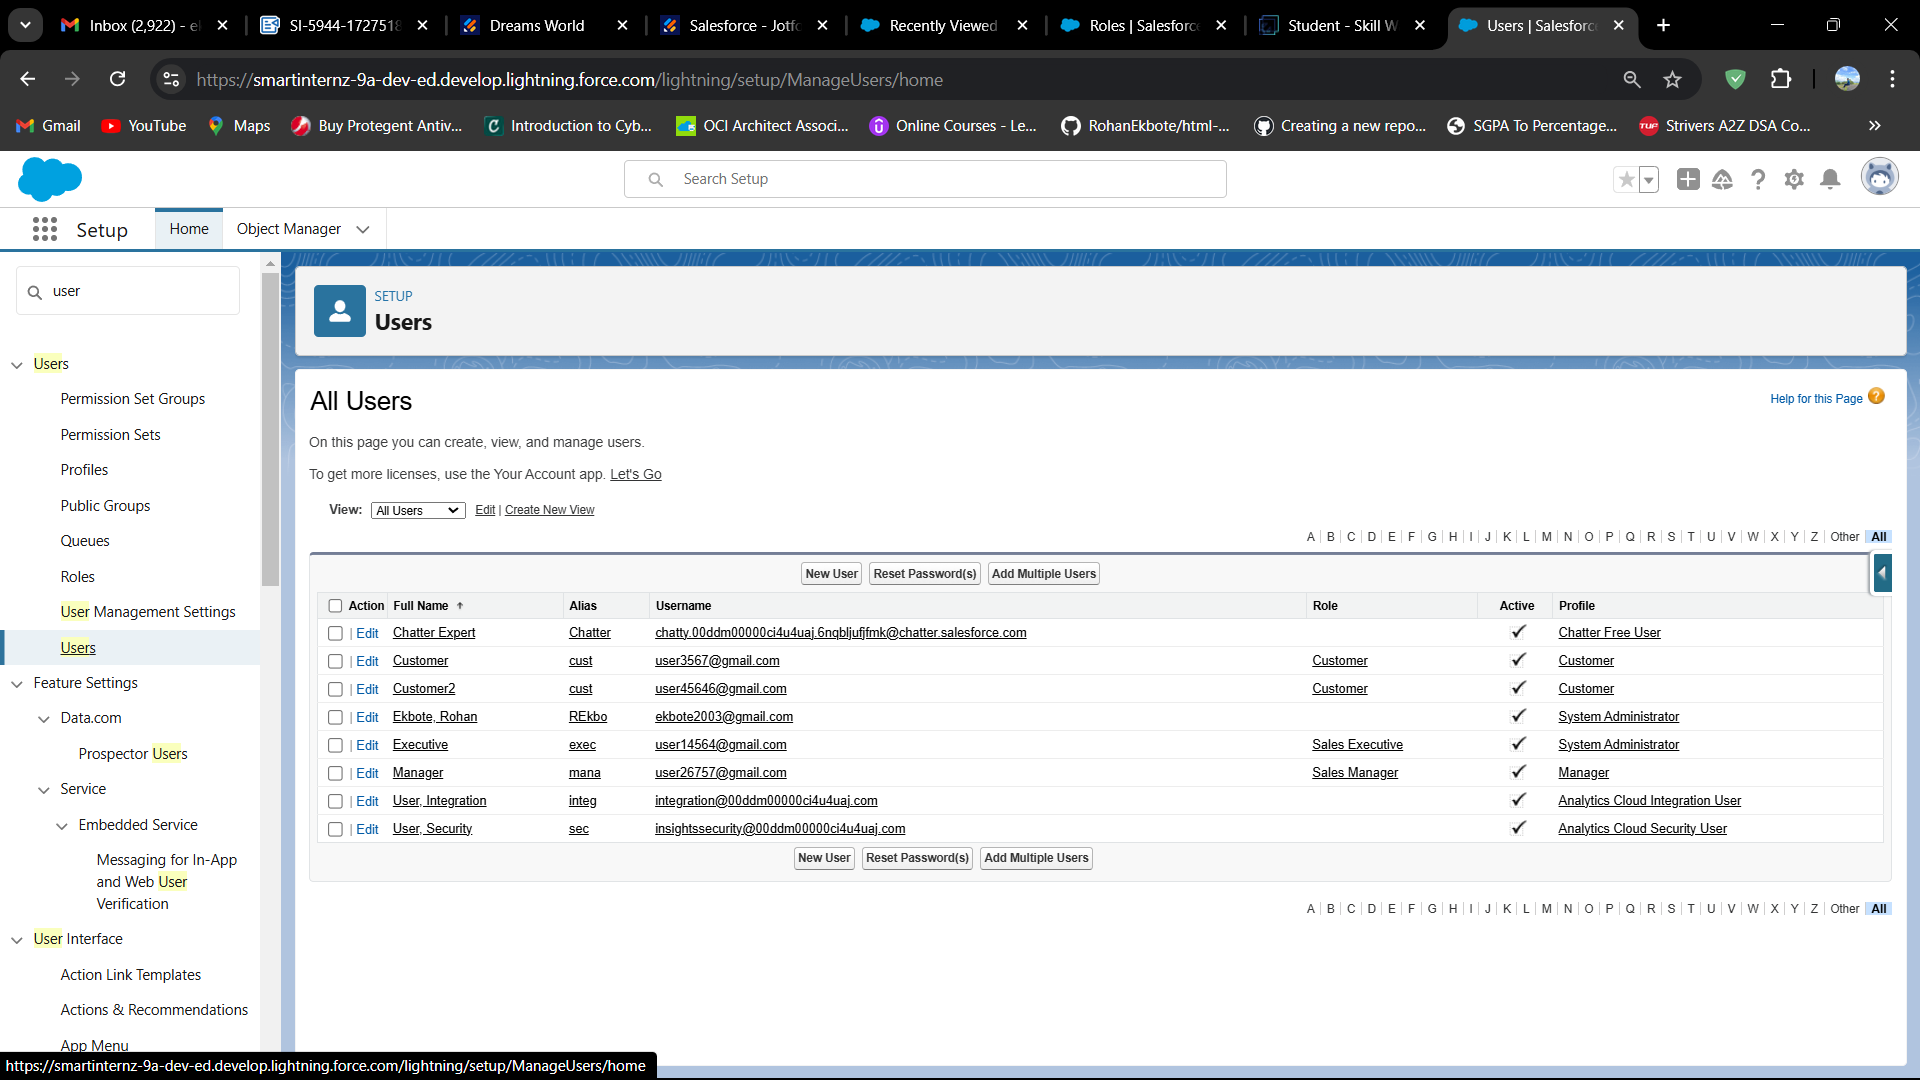 Inbox (2,922) - el
SI-5944-1727518
Dreams World
Salesforce - Jotfo
Recently Viewed
Roles | Salesforce
Student - Skill W
Users | Salesforce
https://smartinternz-9a-dev-ed.develop.lightning.force.com/lightning/setup/ManageUsers/home
Gmail
YouTube
Maps
Buy Protegent Antiv...
Introduction to Cyb...
OCI Architect Associ...
Online Courses - Le...
RohanEkbote/html-...
Creating a new repo...
SGPA To Percentage...
TUF
Strivers A2Z DSA Co...
Search Setup
Setup
Home
Object Manager
user
Users
Permission Set Groups
Permission Sets
Profiles
Public Groups
Queues
Roles
User Management Settings
Users
Feature Settings
Data.com
Prospector Users
Service
Embedded Service
Messaging for In-App
and Web User
Verification
User Interface
Action Link Templates
Actions & Recommendations
App Menu
SETUP
Users
All Users
Help for this Page ?
On this page you can create, view, and manage users.
To get more licenses, use the Your Account app. Let's Go
View: All Users Edit | Create New View
A | B | C | D | E | F | G | H | I | J | K | L | M | N | O | P | Q | R | S | T | U | V | W | X | Y | Z | Other All
New User Reset Password(s) Add Multiple Users
Action Full Name Alias Username Role Active Profile
| Edit Chatter Expert Chatter chatty.00ddm00000ci4u4uaj.6nqbljufjfmk@chatter.salesforce.com Chatter Free User
| Edit Customer cust user3567@gmail.com Customer Customer
| Edit Customer2 cust user45646@gmail.com Customer Customer
| Edit Ekbote, Rohan REkbo ekbote2003@gmail.com System Administrator
| Edit Executive exec user14564@gmail.com Sales Executive System Administrator
| Edit Manager mana user26757@gmail.com Sales Manager Manager
| Edit User, Integration integ integration@00ddm00000ci4u4uaj.com Analytics Cloud Integration User
| Edit User, Security sec insightssecurity@00ddm00000ci4u4uaj.com Analytics Cloud Security User
New User Reset Password(s) Add Multiple Users
A | B | C | D | E | F | G | H | I | J | K | L | M | N | O | P | Q | R | S | T | U | V | W | X | Y | Z | Other All
https://smartinternz-9a-dev-ed.develop.lightning.force.com/lightning/setup/ManageUsers/home